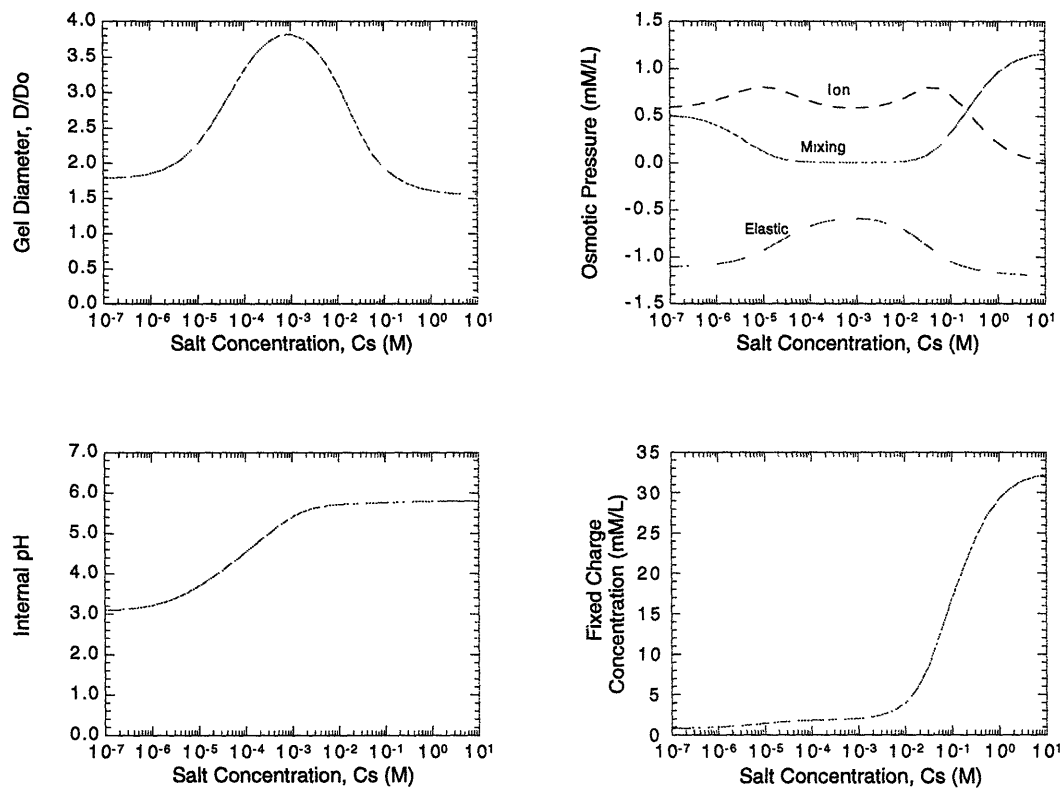 4.0
3.5
3.0
2.5
2.0
1.5
1.0
0.5
0.0
Gel Diameter, D/Do
10-7 10-6 10-5 10-4 10-3 10-2 10-1 100 101
Salt Concentration, Cs (M)
1.5
1.0
0.5
0.0
-0.5
-1.0
-1.5
Osmotic Pressure (mM/L)
Ion
Mixing
Elastic
10-7 10-6 10-5 10-4 10-3 10-2 10-1 100 101
Salt Concentration, Cs (M)
7.0
6.0
5.0
4.0
3.0
2.0
1.0
0.0
Internal pH
10-7 10-6 10-5 10-4 10-3 10-2 10-1 100 101
Salt Concentration, Cs (M)
35
30
25
20
15
10
5
0
Fixed Charge
Concentration (mM/L)
10-7 10-6 10-5 10-4 10-3 10-2 10-1 100 101
Salt Concentration, Cs (M)